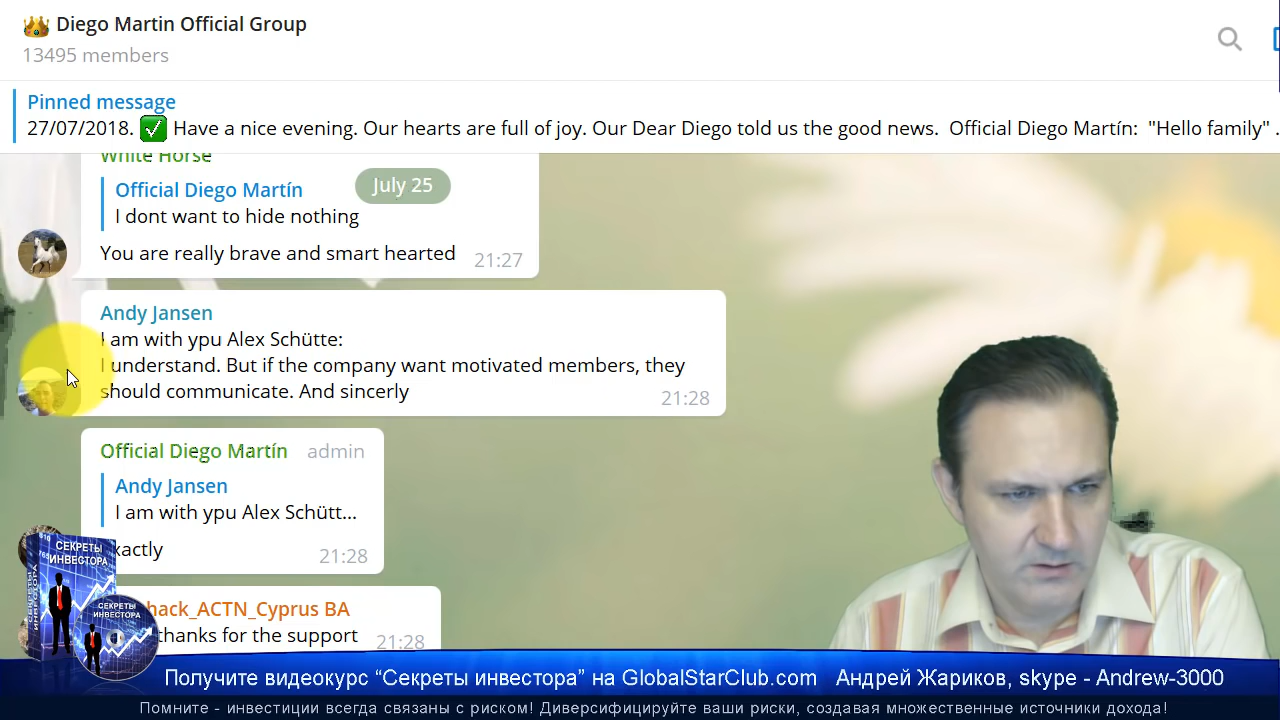 Diego Martin Official Group
13495 members
Pinned message
27/07/2018. ✅ Have a nice evening. Our hearts are full of joy. Our Dear Diego told us the good news. Official Diego Martín: "Hello family" .
White Horse
July 25
Official Diego Martín
I dont want to hide nothing
You are really brave and smart hearted 21:27
Andy Jansen
I am with ypu Alex Schütte:
I understand. But if the company want motivated members, they
should communicate. And sincerly 21:28
Official Diego Martín admin
Andy Jansen
I am with ypu Alex Schütt...
xactly 21:28
hack_ACTN_Cyprus BA
thanks for the support 21:28
СЕКРЕТЫ
ИНВЕСТОРА
СЕКРЕТЫ
ИНВЕСТОРА
СЕКРЕТЫ
ИНВЕСТОРА
Получите видеокурс “Секреты инвестора” на GlobalStarClub.com Андрей Жариков, skype - Andrew-3000
Помните - инвестиции всегда связаны с риском! Диверсифицируйте ваши риски, создавая множественные источники дохода!